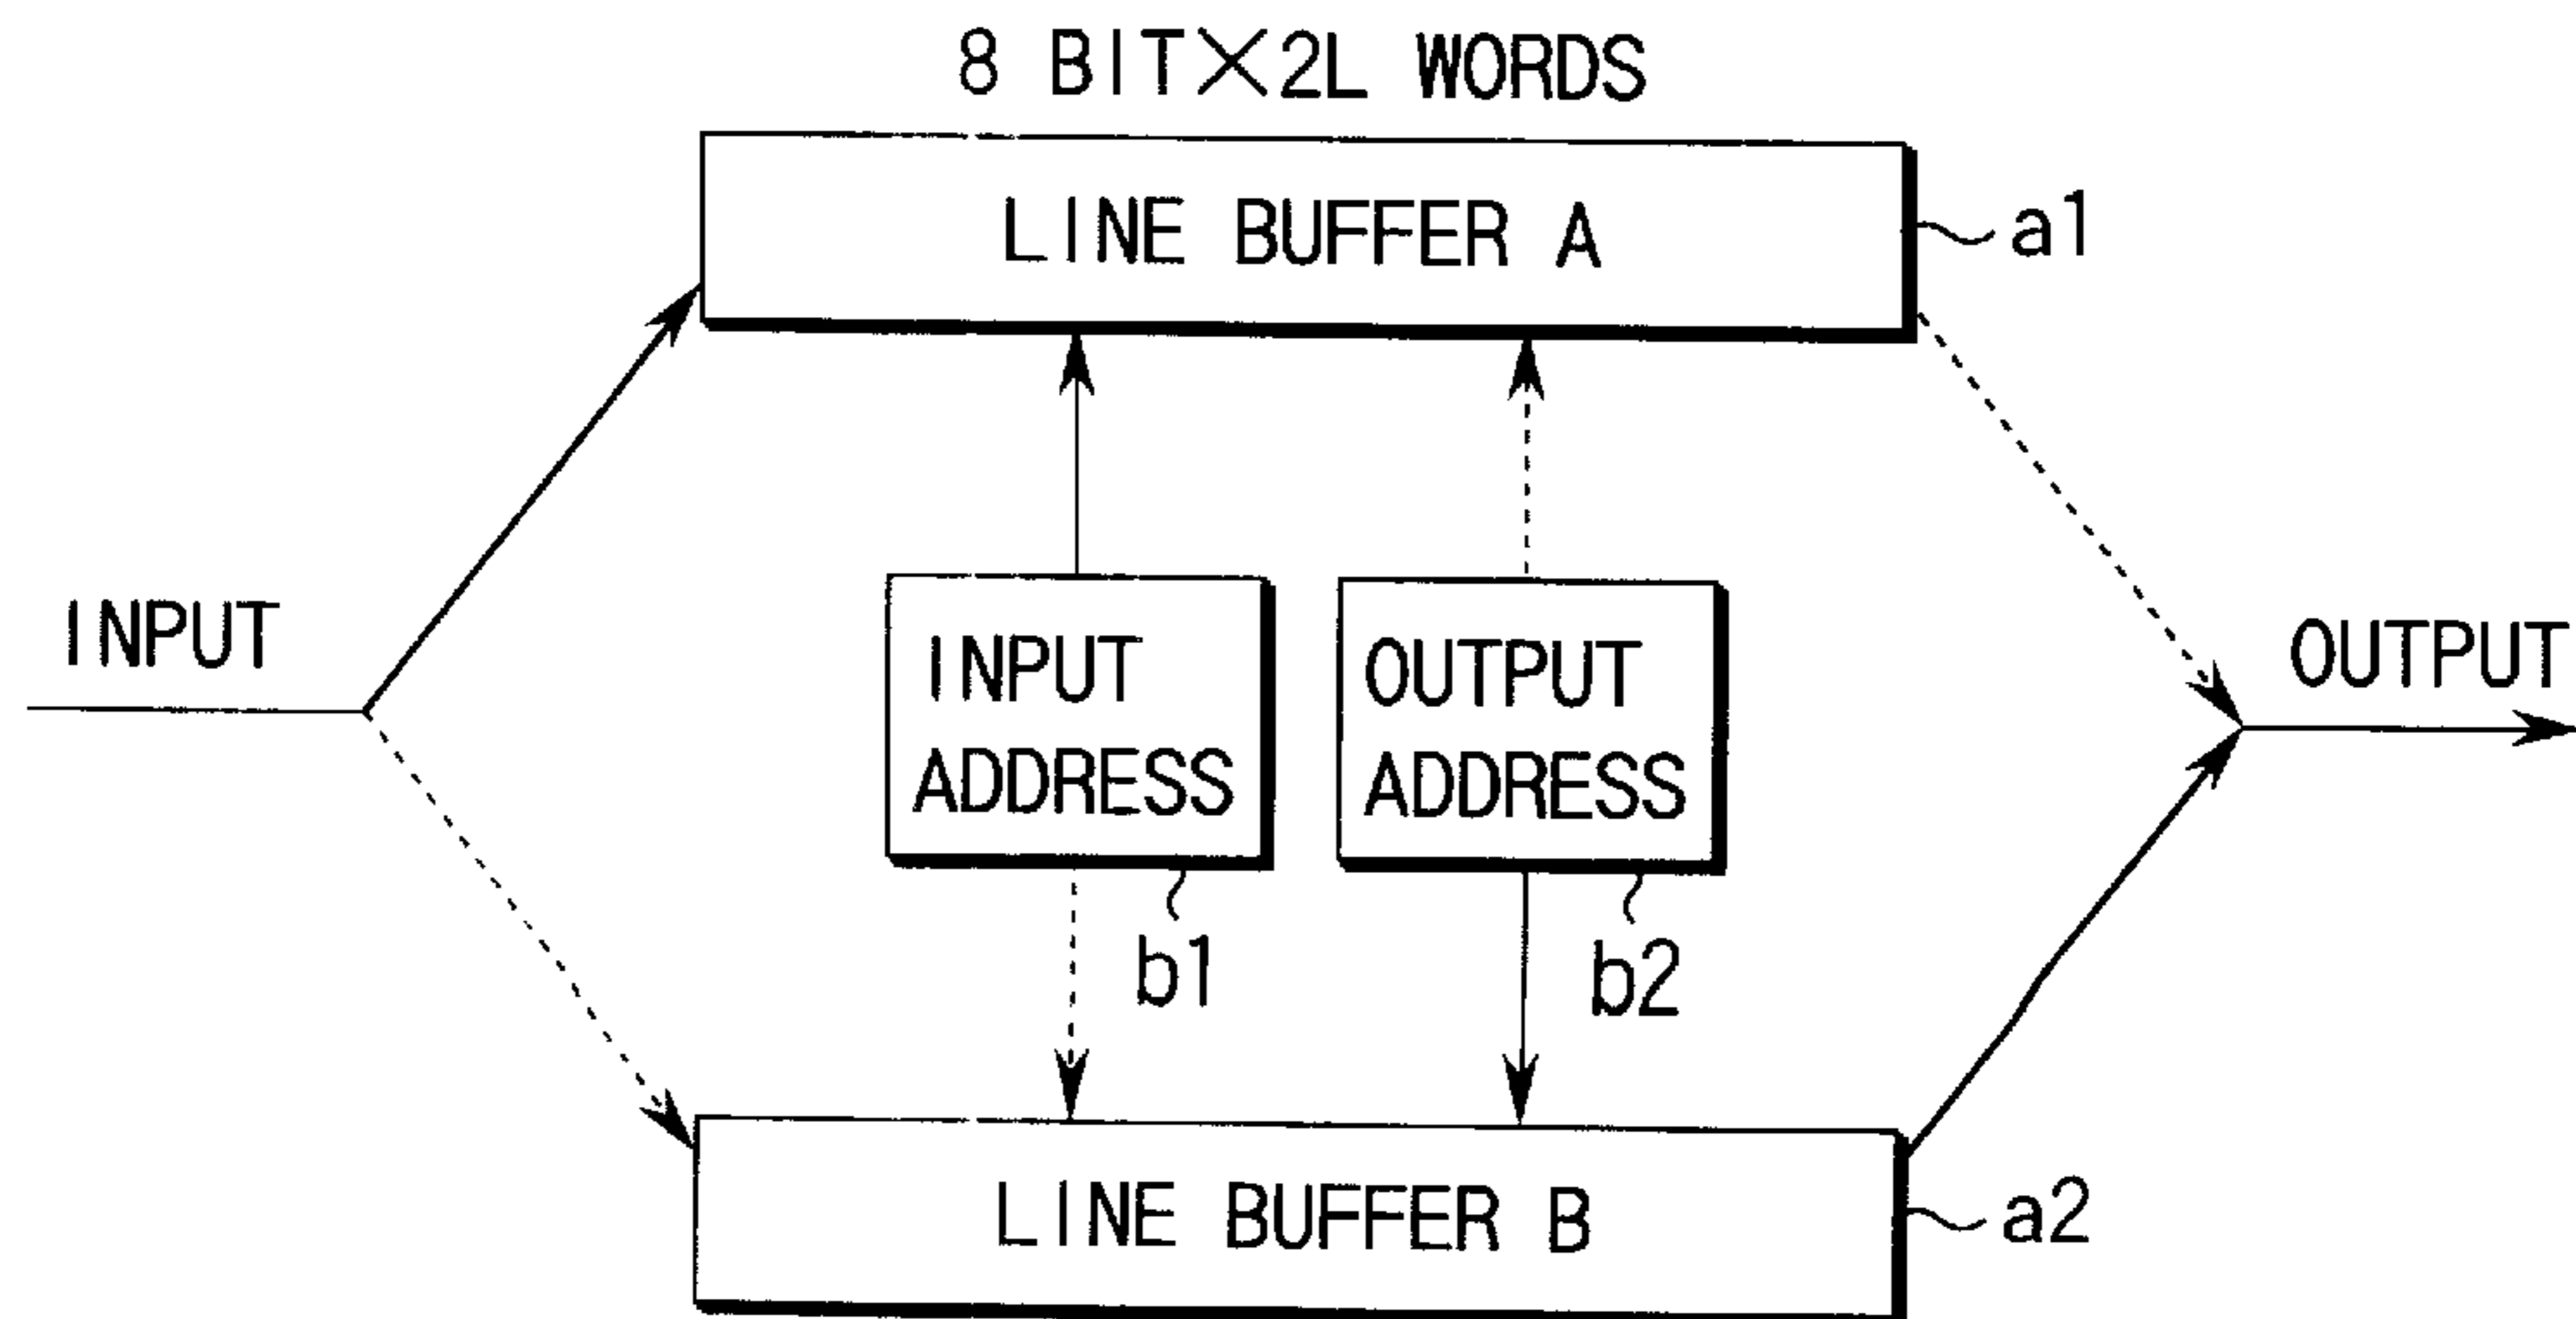 8 BIT×2L WORDS
LINE BUFFER A
a1
INPUT
INPUT
ADDRESS
b1
OUTPUT
ADDRESS
b2
OUTPUT
LINE BUFFER B
a2